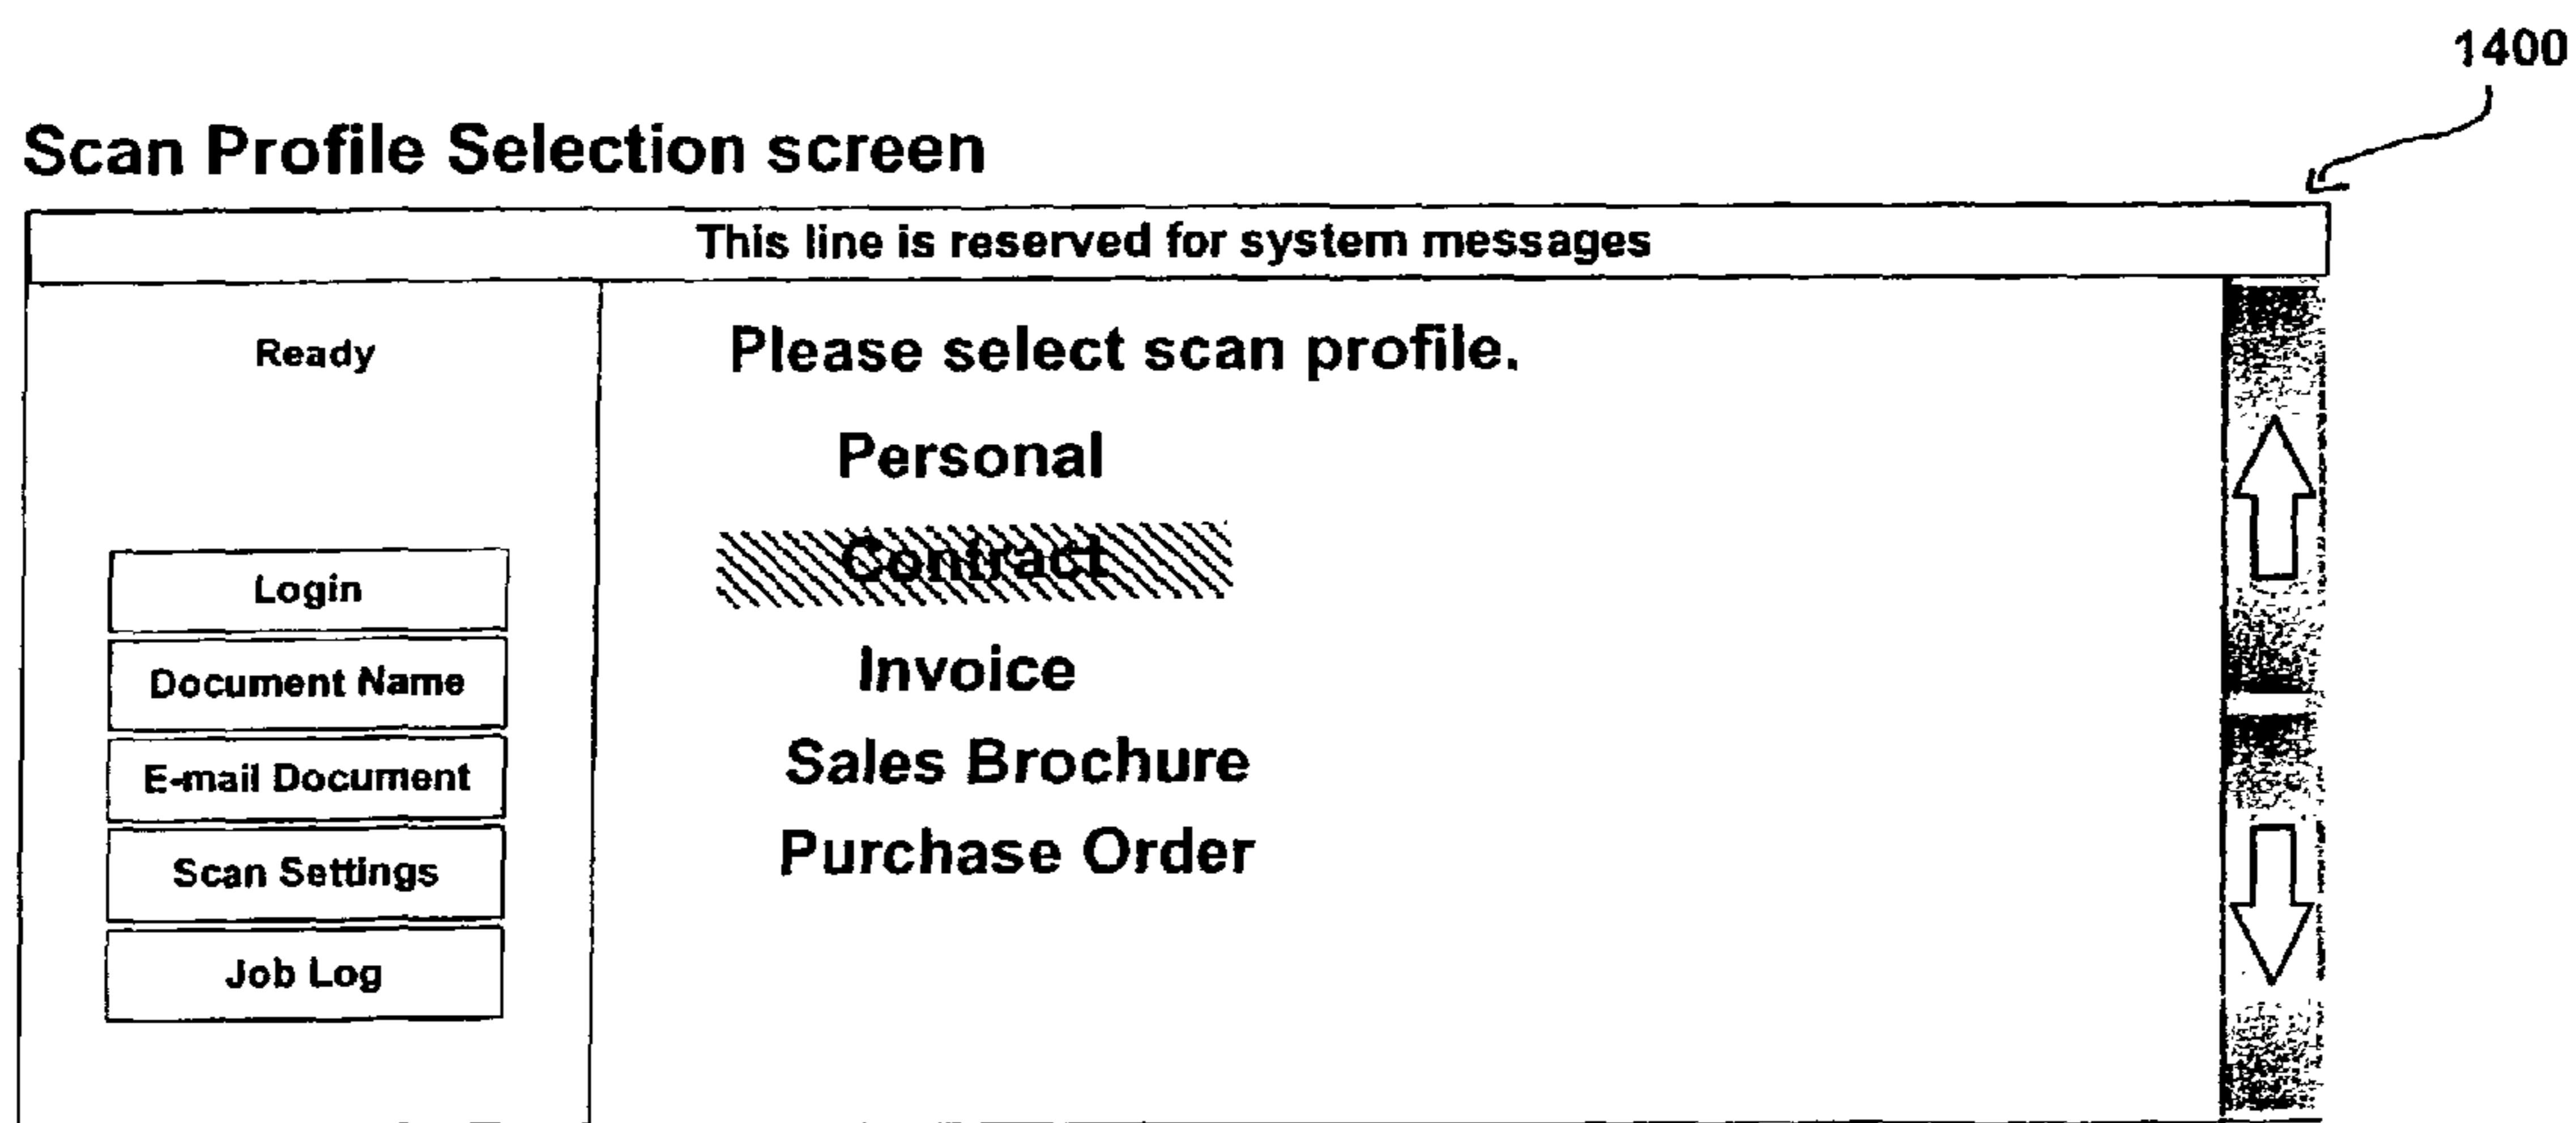 1400
Scan Profile Selection screen
This line is reserved for system messages
Ready
Login
Document Name
E-mail Document
Scan Settings
Job Log
Please select scan profile.
Personal
Contract
Invoice
Sales Brochure
Purchase Order